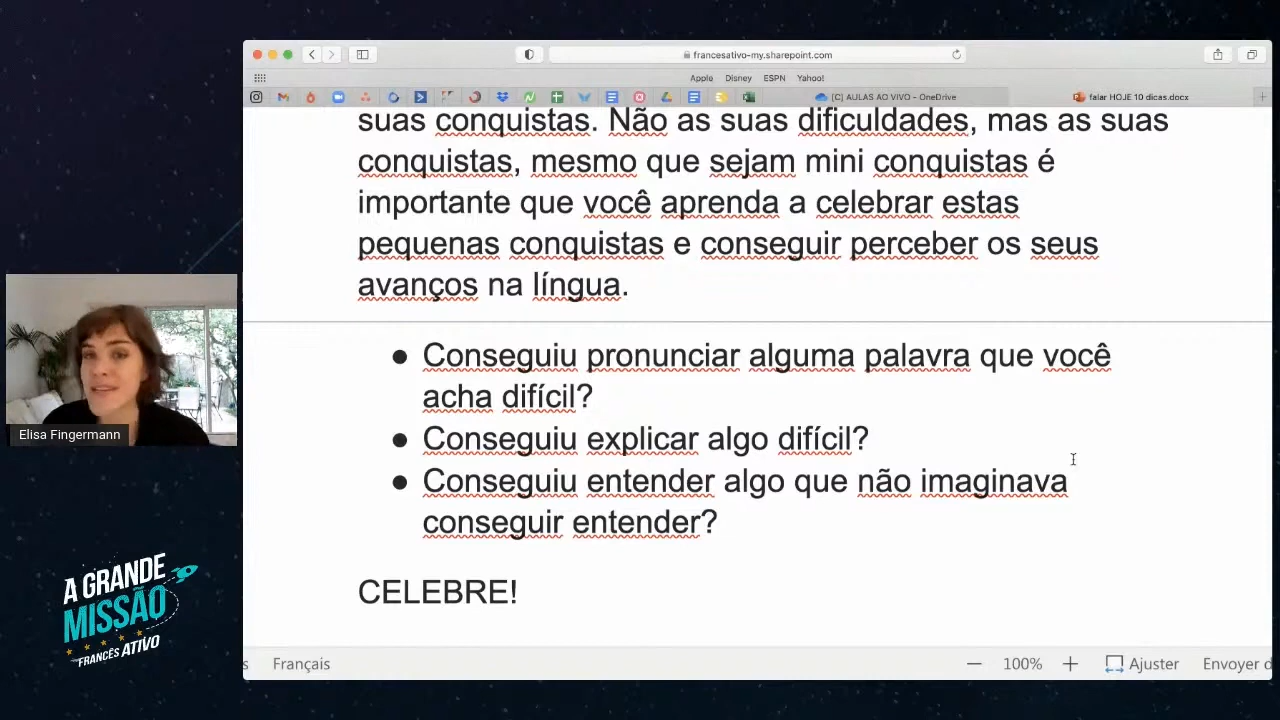 francesativo-my.sharepoint.com
Apple Disney ESPN Yahoo!
[C] AULAS AO VIVO - OneDrive
falar HOJE 10 dicas.docx
suas conquistas. Não as suas dificuldades, mas as suas
conquistas, mesmo que sejam mini conquistas é
importante que você aprenda a celebrar estas
pequenas conquistas e conseguir perceber os seus
avanços na língua.
● Conseguiu pronunciar alguma palavra que você
acha difícil?
● Conseguiu explicar algo difícil?
● Conseguiu entender algo que não imaginava
conseguir entender?
CELEBRE!
s Français
100%
Ajuster
Envoyer d
Elisa Fingermann
A GRANDE
MISSÃO
FRANCÊS ATIVO